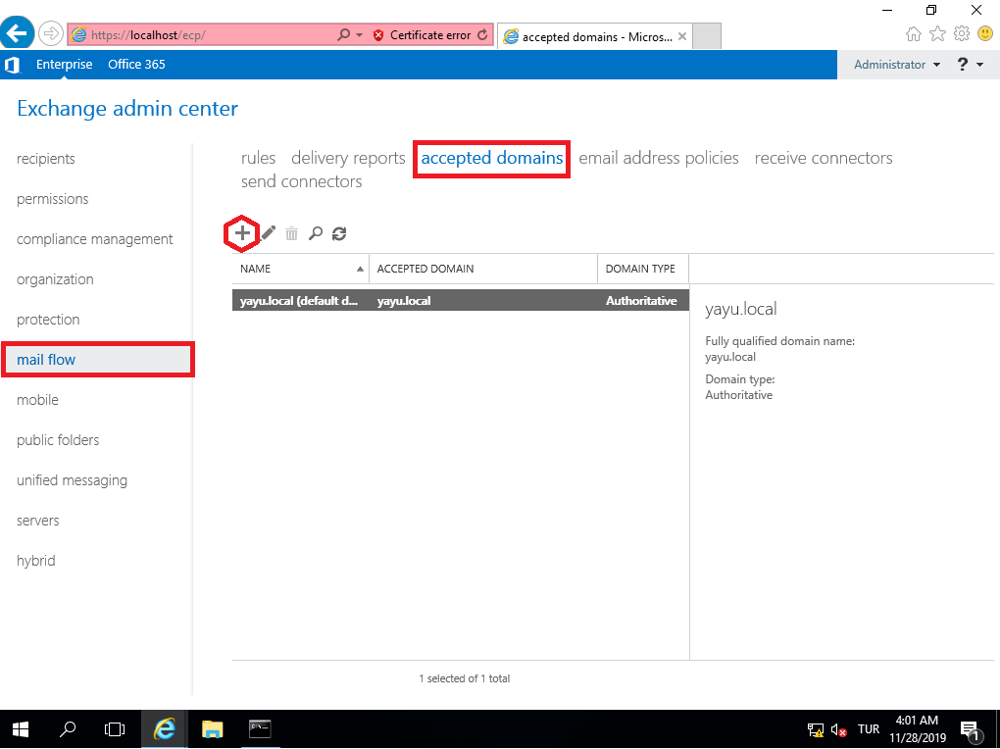 https://localhost/ecp/
Certificate error
accepted domains - Micros...
Enterprise
Office 365
Administrator
?
Exchange admin center
recipients
permissions
compliance management
organization
protection
mail flow
mobile
public folders
unified messaging
servers
hybrid
rules
delivery reports
accepted domains
email address policies
receive connectors
send connectors
NAME
ACCEPTED DOMAIN
DOMAIN TYPE
yayu.local (default d...
yayu.local
Authoritative
yayu.local
Fully qualified domain name:
yayu.local
Domain type:
Authoritative
1 selected of 1 total
TUR
4:01 AM
11/28/2019
1